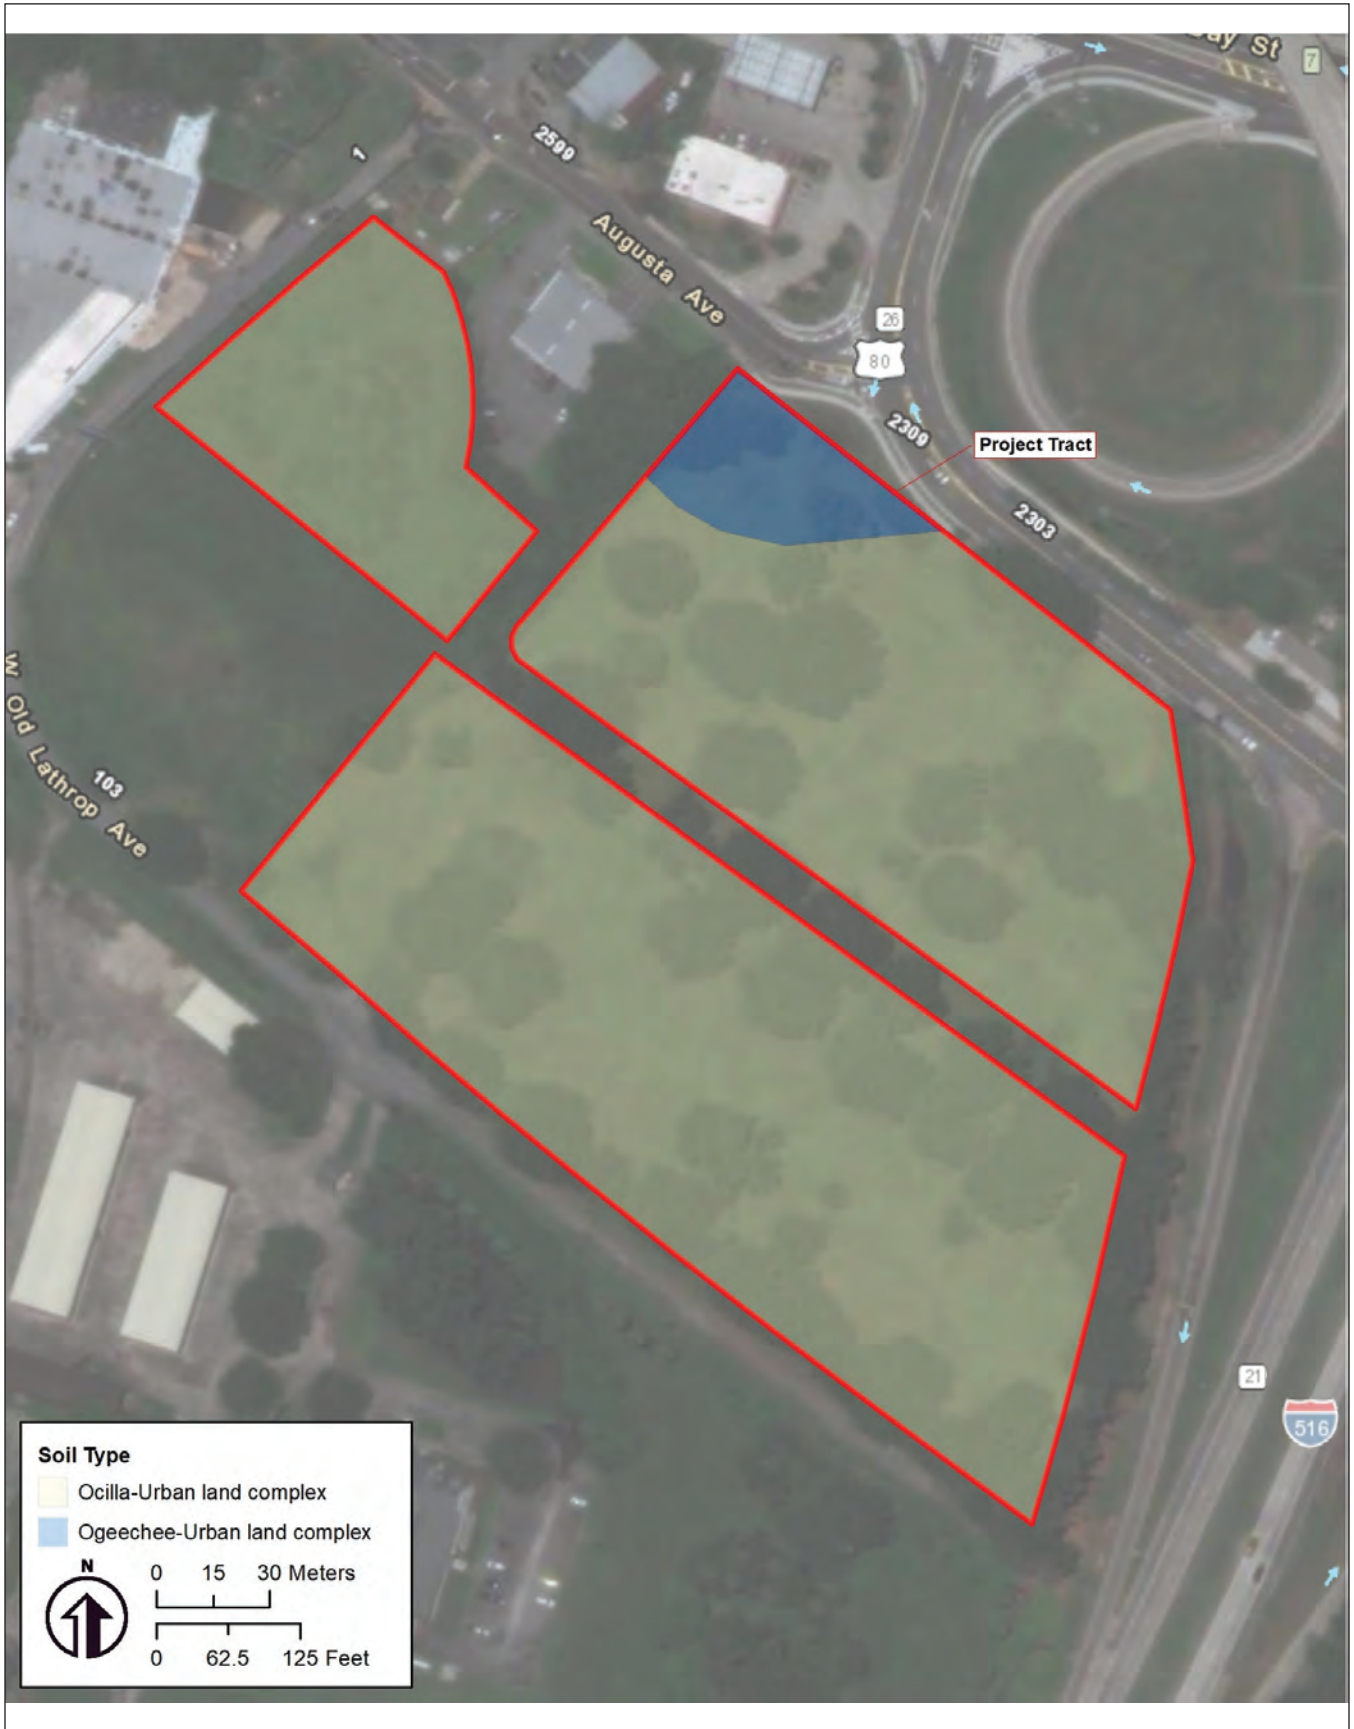 Bay St
7
2599
1
Augusta Ave
26
80
2309
Project Tract
2303
W Old Lathrop Ave
103
21
516
Soil Type
Ocilla-Urban land complex
Ogeechee-Urban land complex
N
0 15 30 Meters
0 62.5 125 Feet